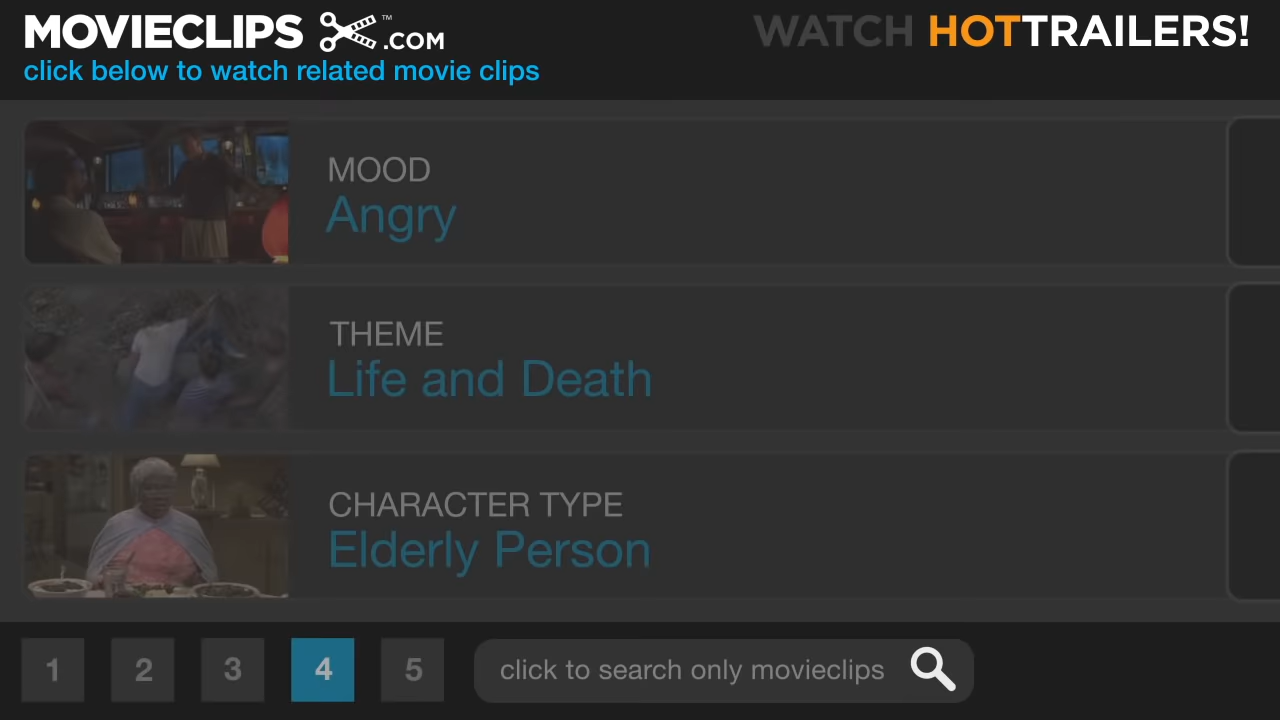 MOVIECLIPS ™ .COM
WATCH HOTTRAILERS!
click below to watch related movie clips
MOOD
Angry
THEME
Life and Death
CHARACTER TYPE
Elderly Person
1 2 3 4 5
click to search only movieclips